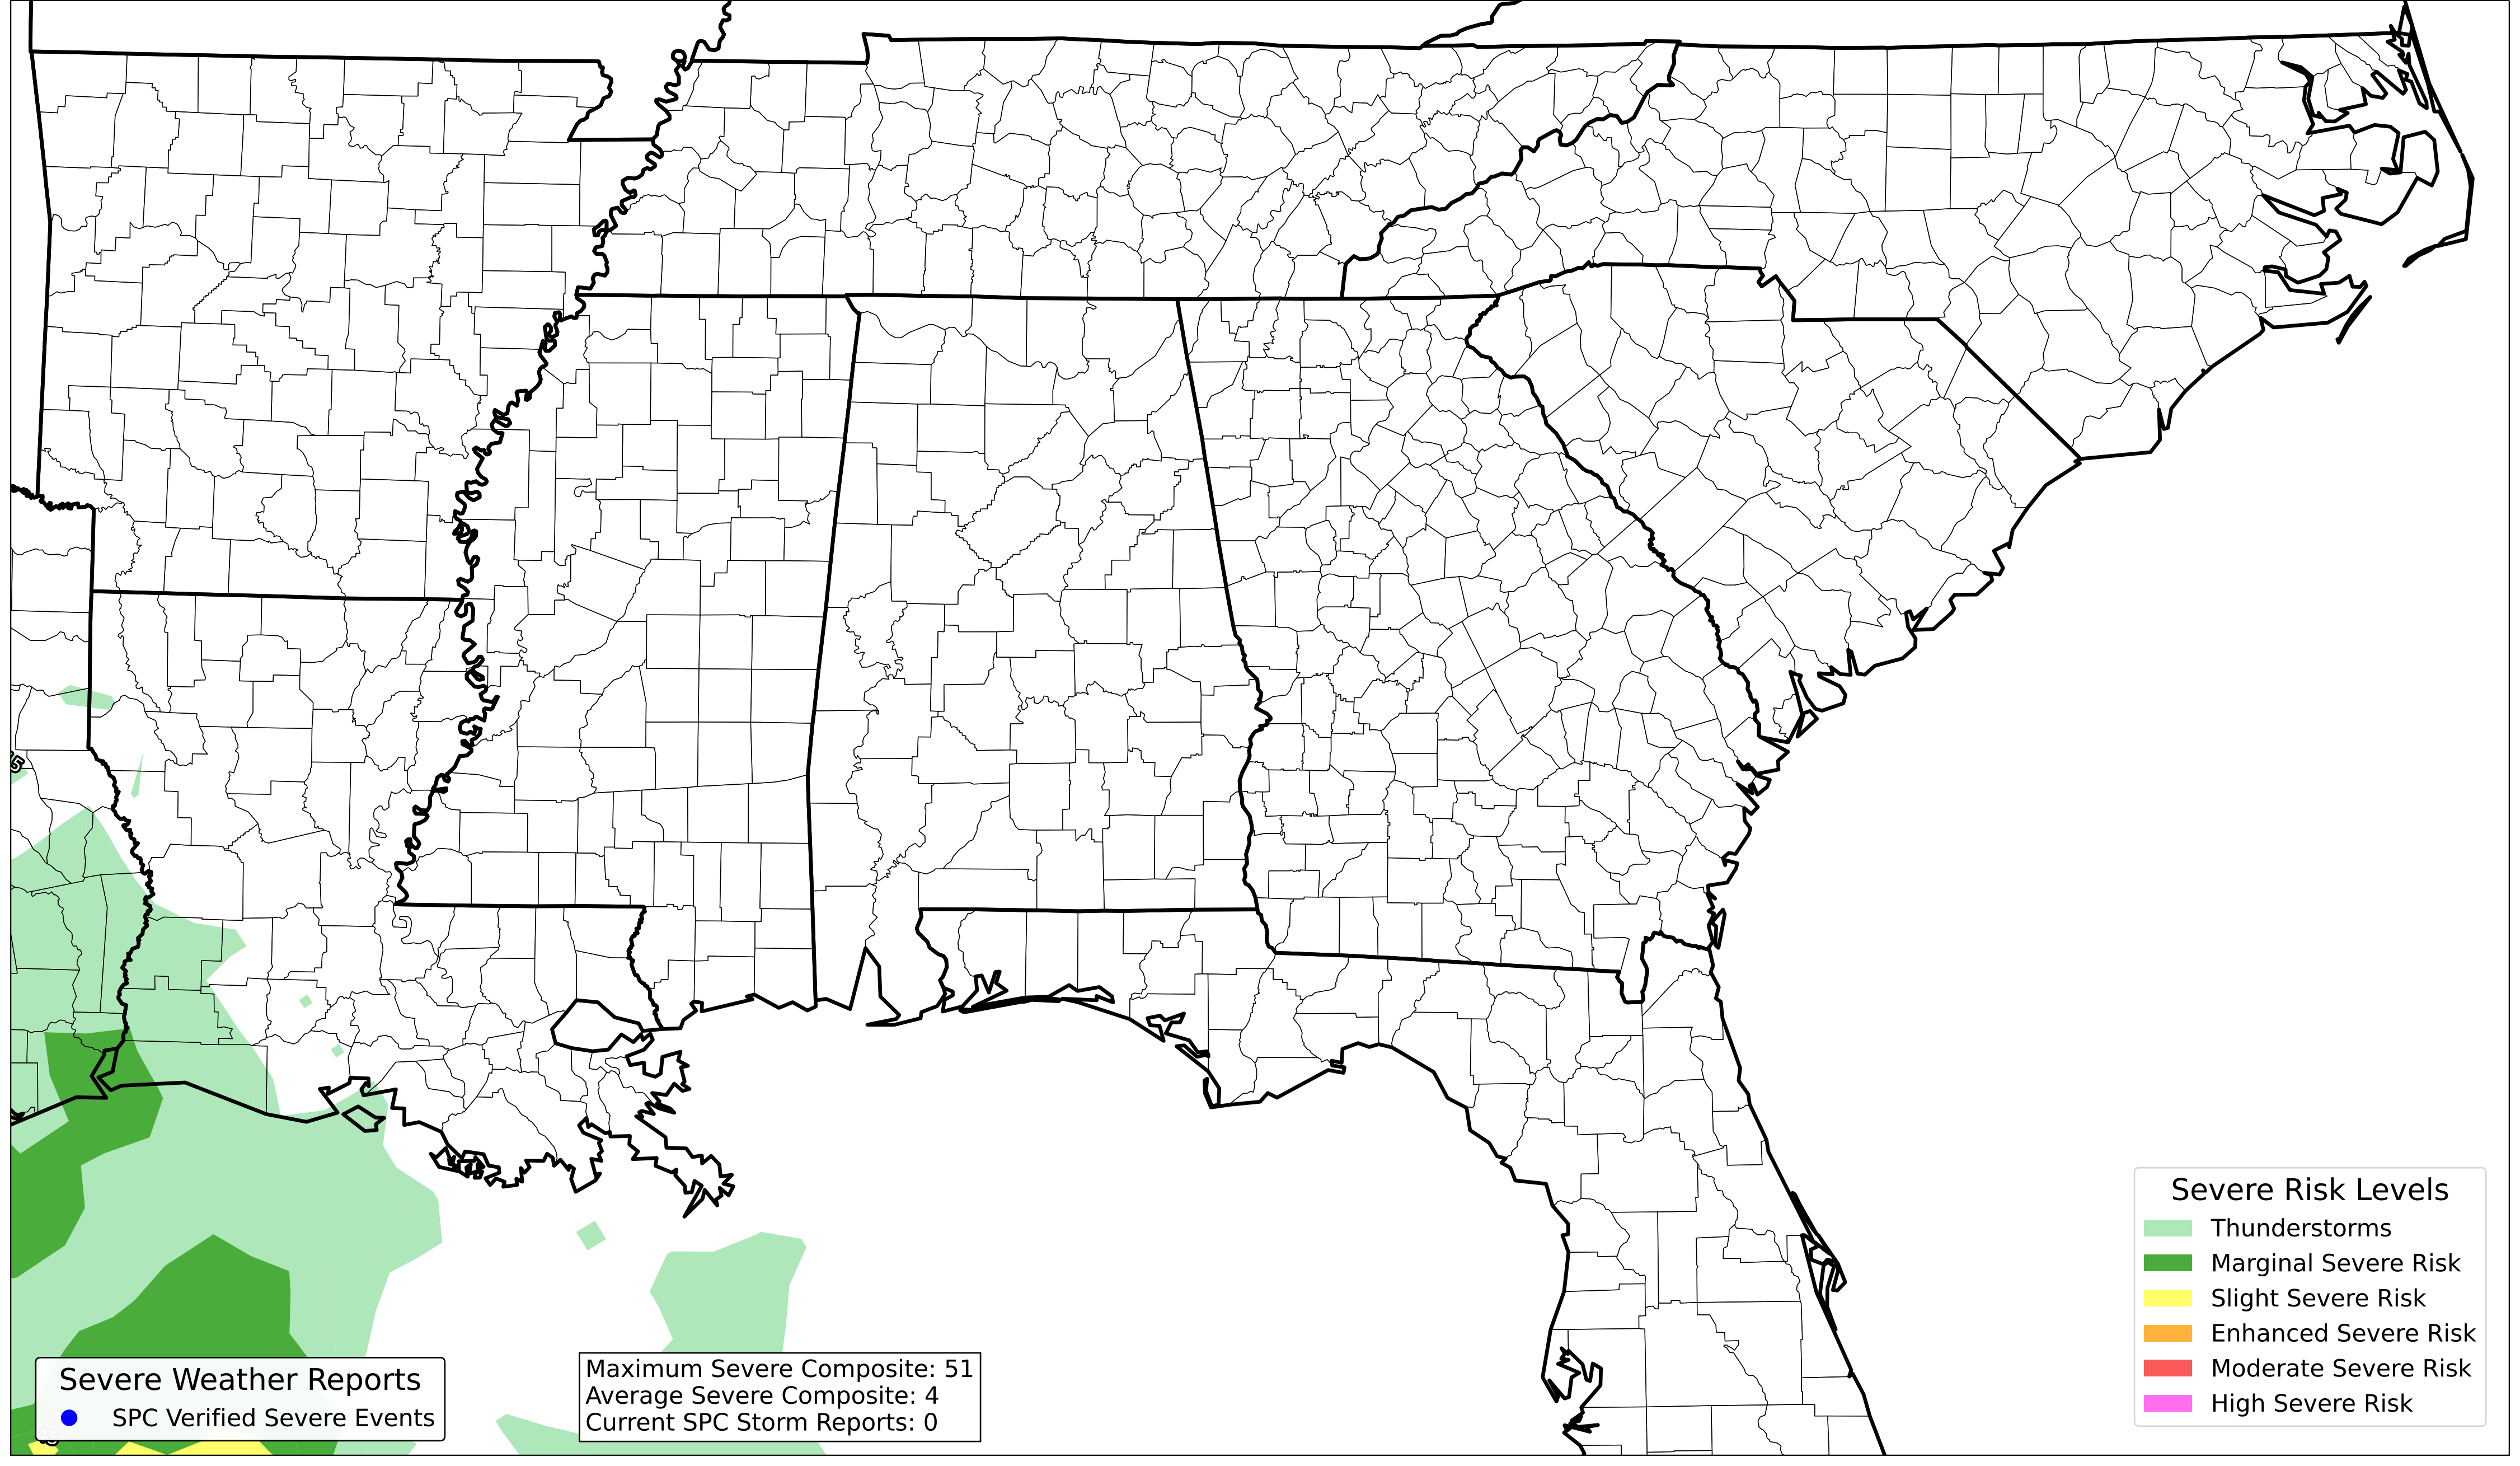 Severe Weather Reports
SPC Verified Severe Events
Maximum Severe Composite: 51
Average Severe Composite: 4
Current SPC Storm Reports: 0
Severe Risk Levels
Thunderstorms
Marginal Severe Risk
Slight Severe Risk
Enhanced Severe Risk
Moderate Severe Risk
High Severe Risk